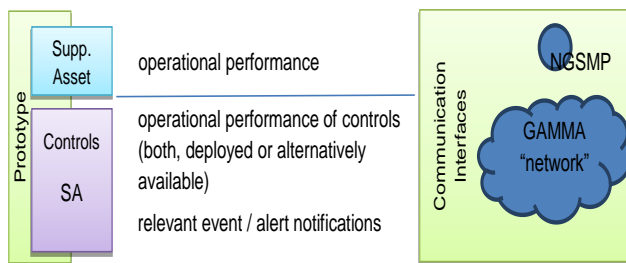 Prototype
Supp.
Asset
operational performance
Controls
SA
operational performance of controls
(both, deployed or alternatively
available)
relevant event / alert notifications
Communication
Interfaces
NGSMP
GAMMA
“network”